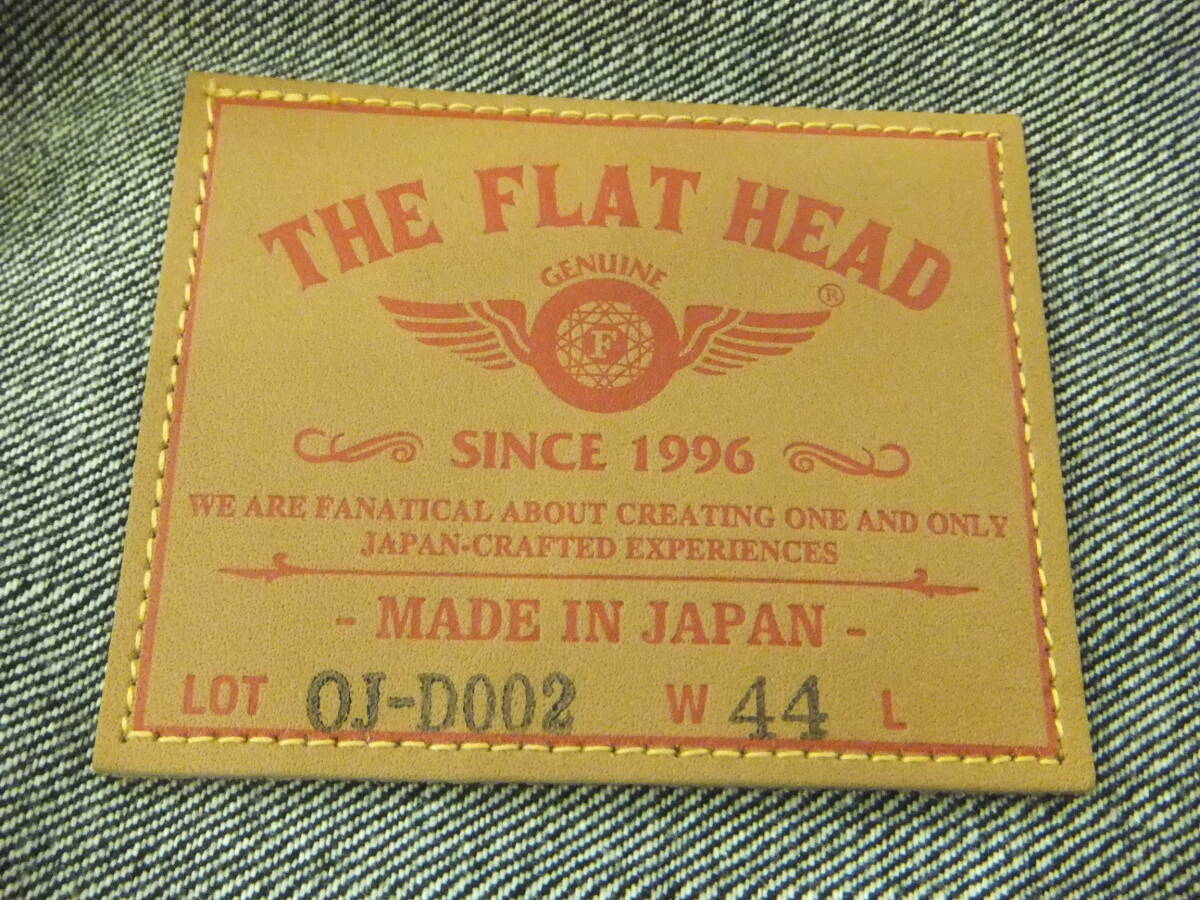 THE FLAT HEAD
GENUINE
®
F
SINCE 1996
WE ARE FANATICAL ABOUT CREATING ONE AND ONLY
JAPAN-CRAFTED EXPERIENCES
- MADE IN JAPAN -
LOT OJ-D002 W 44 L